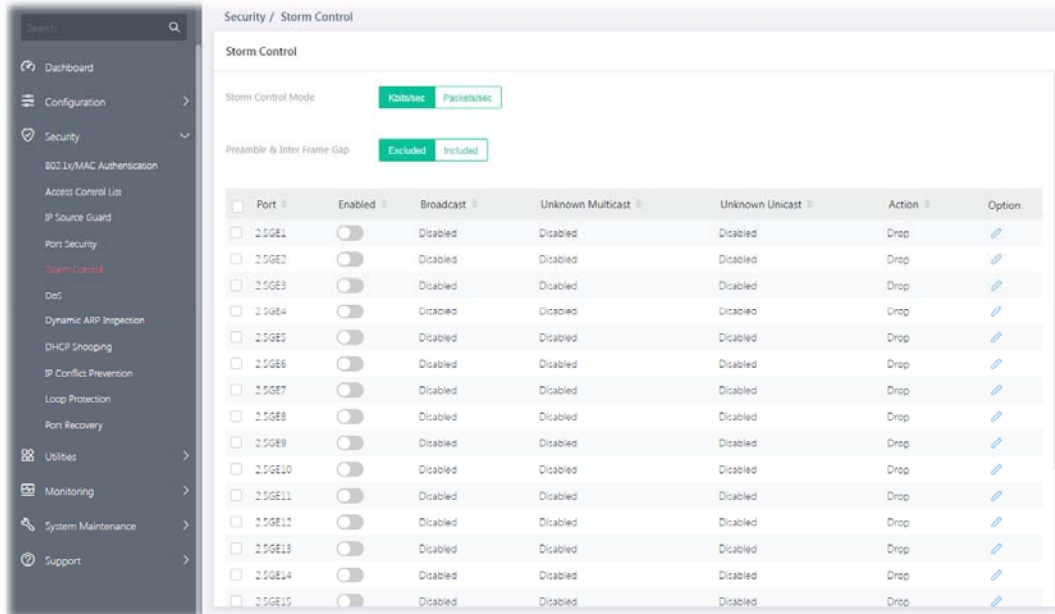 Search
Security / Storm Control
Dashboard
Configuration
Security
802.1x/MAC Authentication
Access Control List
IP Source Guard
Port Security
Storm Control
DoS
Dynamic ARP Inspection
DHCP Snooping
IP Conflict Prevention
Loop Protection
Port Recovery
Utilities
Monitoring
System Maintenance
Support
Storm Control
Storm Control Mode Kbits/sec Packets/sec
Preamble & Inter Frame Gap Excluded Included
Port Enabled Broadcast Unknown Multicast Unknown Unicast Action Option
2.5GE1 Disabled Disabled Disabled Drop
2.5GE2 Disabled Disabled Disabled Drop
2.5GE3 Disabled Disabled Disabled Drop
2.5GE4 Disabled Disabled Disabled Drop
2.5GE5 Disabled Disabled Disabled Drop
2.5GE6 Disabled Disabled Disabled Drop
2.5GE7 Disabled Disabled Disabled Drop
2.5GE8 Disabled Disabled Disabled Drop
2.5GE9 Disabled Disabled Disabled Drop
2.5GE10 Disabled Disabled Disabled Drop
2.5GE11 Disabled Disabled Disabled Drop
2.5GE12 Disabled Disabled Disabled Drop
2.5GE13 Disabled Disabled Disabled Drop
2.5GE14 Disabled Disabled Disabled Drop
2.5GE15 Disabled Disabled Disabled Drop